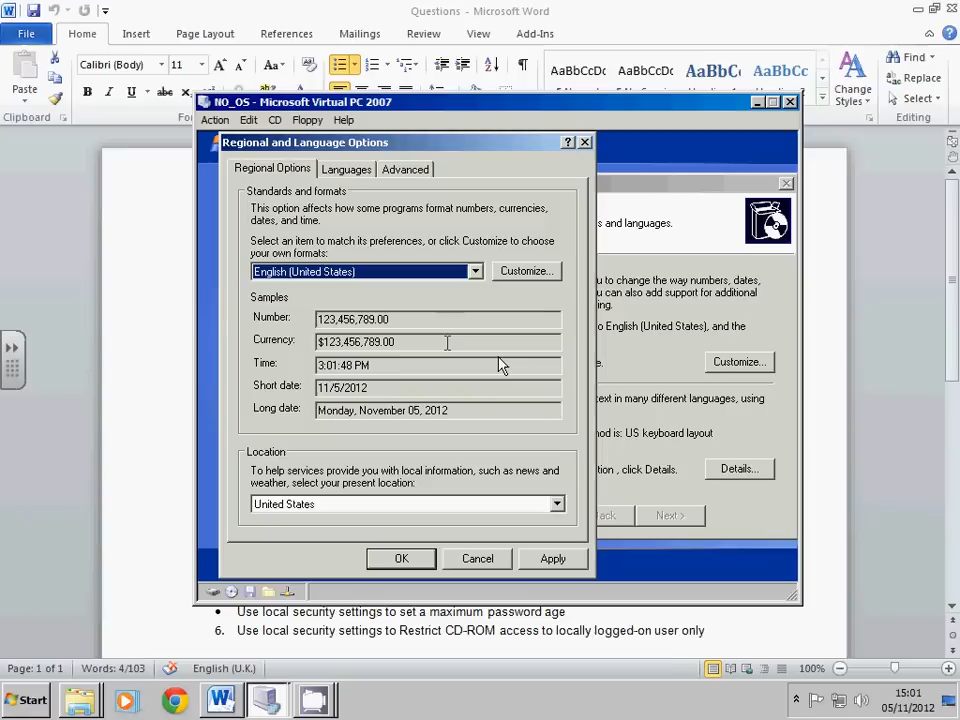 Questions - Microsoft Word
File Home Insert Page Layout References Mailings Review View Add-Ins
Calibri (Body) 11
Paste
Clipboard
AaBbCcDc AaBbCcDc AaBbC AaBbCc
Change Styles
Find
Replace
Select
Editing
NO_OS - Microsoft Virtual PC 2007
Action Edit CD Floppy Help
Regional and Language Options
Regional Options Languages Advanced
Standards and formats
This option affects how some programs format numbers, currencies,
dates, and time.
Select an item to match its preferences, or click Customize to choose
your own formats:
English (United States) Customize...
Samples
Number: 123,456,789.00
Currency: $123,456,789.00
Time: 3:01:48 PM
Short date: 11/5/2012
Long date: Monday, November 05, 2012
Location
To help services provide you with local information, such as news and
weather, select your present location:
United States
OK Cancel Apply
s and languages.
u to change the way numbers, dates,
u can also add support for additional
ing.
o English (United States), and the
e. Customize...
ext in many different languages, using
nod is: US keyboard layout
tion , click Details. Details...
ack Next >
• Use local security settings to set a maximum password age
6. Use local security settings to Restrict CD-ROM access to locally logged-on user only
Page: 1 of 1 Words: 4/103 English (U.K.) 100%
Start
15:01
05/11/2012